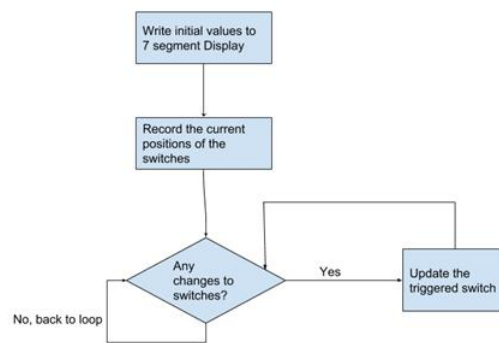 Write initial values to
7 segment Display
Record the current
positions of the
switches
Any
changes to
switches?
Yes
Update the
triggered switch
No, back to loop